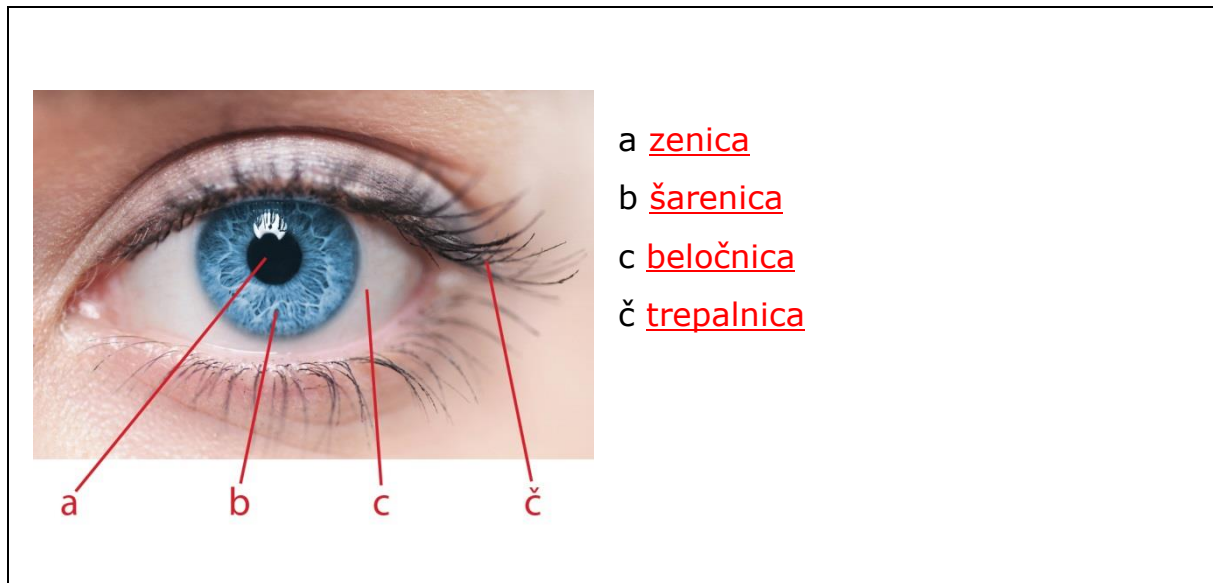 a zenica
b šarenica
c beločnica
č trepalnica
a b c č